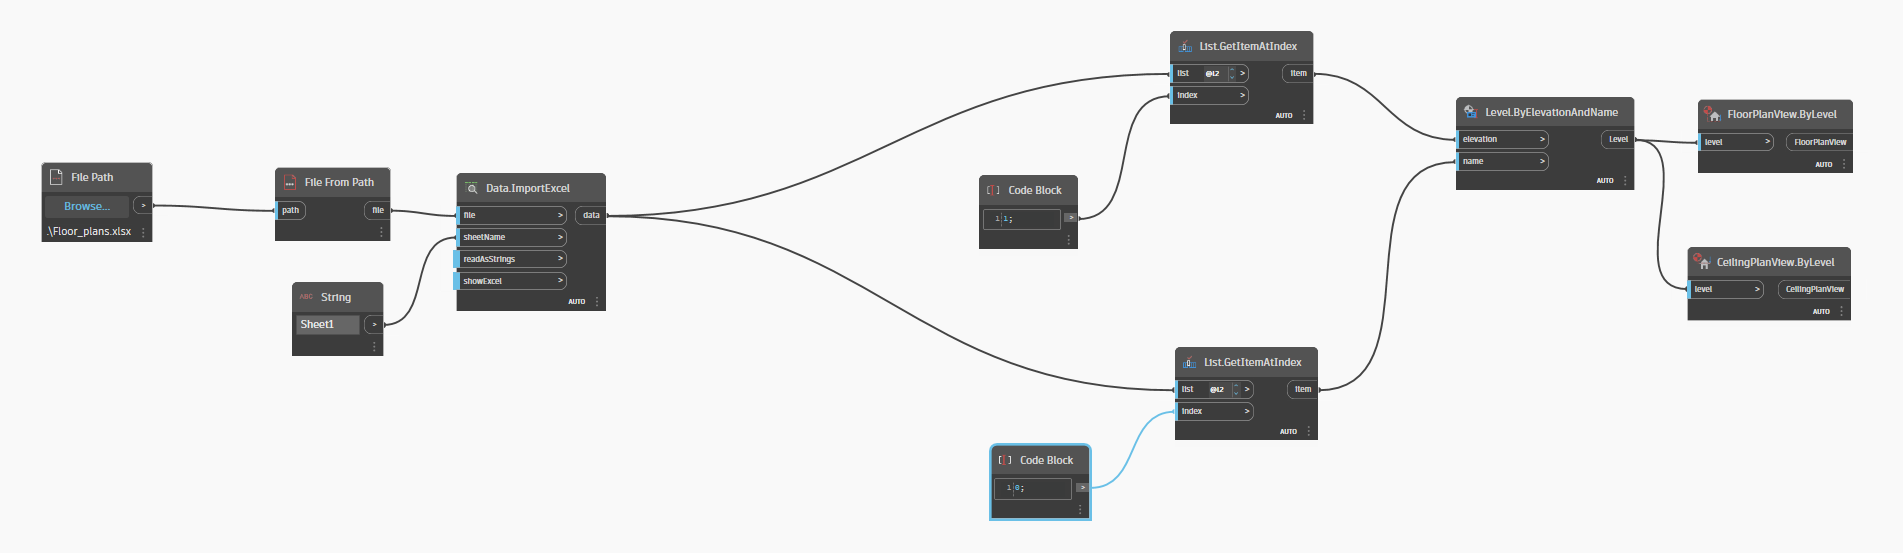 File Path
Browse...
>
.\Floor_plans.xlsx
File From Path
path
file
ABC String
Sheet1
>
Data.ImportExcel
file >
data
sheetName >
readAsStrings >
showExcel >
AUTO
Code Block
1 1;
>
List.GetItemAtIndex
list @L2 >
item
index >
AUTO
Code Block
1 0;
>
List.GetItemAtIndex
list @L2 >
item
index >
AUTO
Level.ByElevationAndName
elevation >
Level
name >
AUTO
FloorPlanView.ByLevel
level >
FloorPlanView
AUTO
CeilingPlanView.ByLevel
level >
CeilingPlanView
AUTO